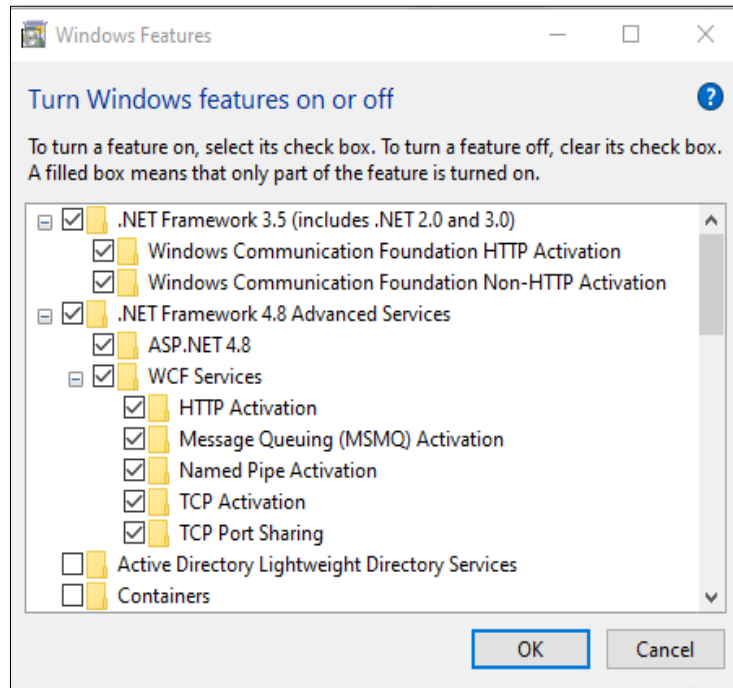 Windows Features
Turn Windows features on or off
?
To turn a feature on, select its check box. To turn a feature off, clear its check box.
A filled box means that only part of the feature is turned on.
.NET Framework 3.5 (includes .NET 2.0 and 3.0)
Windows Communication Foundation HTTP Activation
Windows Communication Foundation Non-HTTP Activation
.NET Framework 4.8 Advanced Services
ASP.NET 4.8
WCF Services
HTTP Activation
Message Queuing (MSMQ) Activation
Named Pipe Activation
TCP Activation
TCP Port Sharing
Active Directory Lightweight Directory Services
Containers
OK Cancel